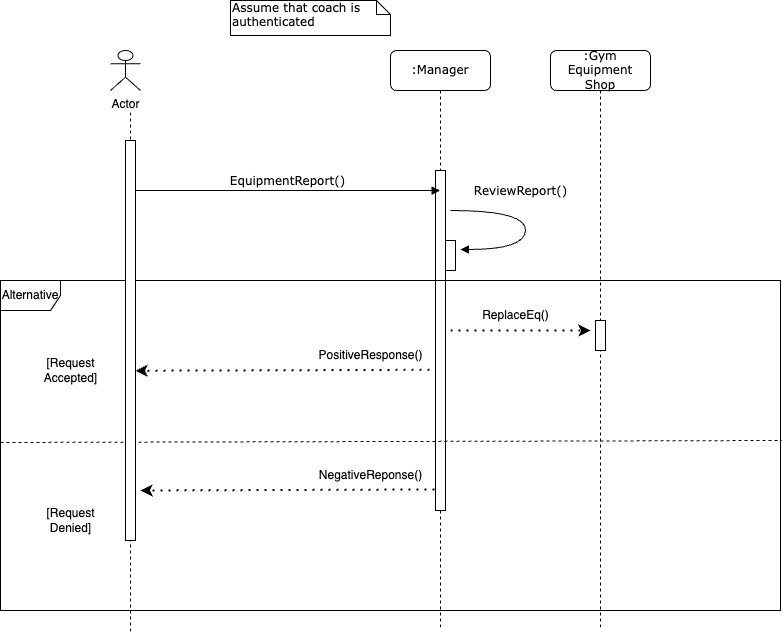 Assume that coach is
authenticated
Actor
:Manager
:Gym
Equipment
Shop
EquipmentReport()
ReviewReport()
Alternative
ReplaceEq()
PositiveResponse()
[Request
Accepted]
NegativeReponse()
[Request
Denied]